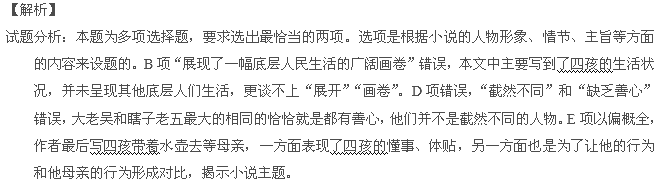 【解析】
试题分析：本题为多项选择题，要求选出最恰当的两项。选项是根据小说的人物形象、情节、主旨等方面
的内容来设题的。B 项“展现了一幅底层人民生活的广阔画卷”错误，本文中主要写到了四孩的生活状
况，并未呈现其他底层人们生活，更谈不上“展开”“画卷”。D 项错误，“截然不同”和“缺乏善心”
错误，大老吴和瞎子老五最大的相同的恰恰就是都有善心，他们并不是截然不同的人物。E 项以偏概全，
作者最后写四孩带着水壶去等母亲，一方面表现了四孩的懂事、体贴，另一方面也是为了让他的行为
和他母亲的行为形成对比，揭示小说主题。